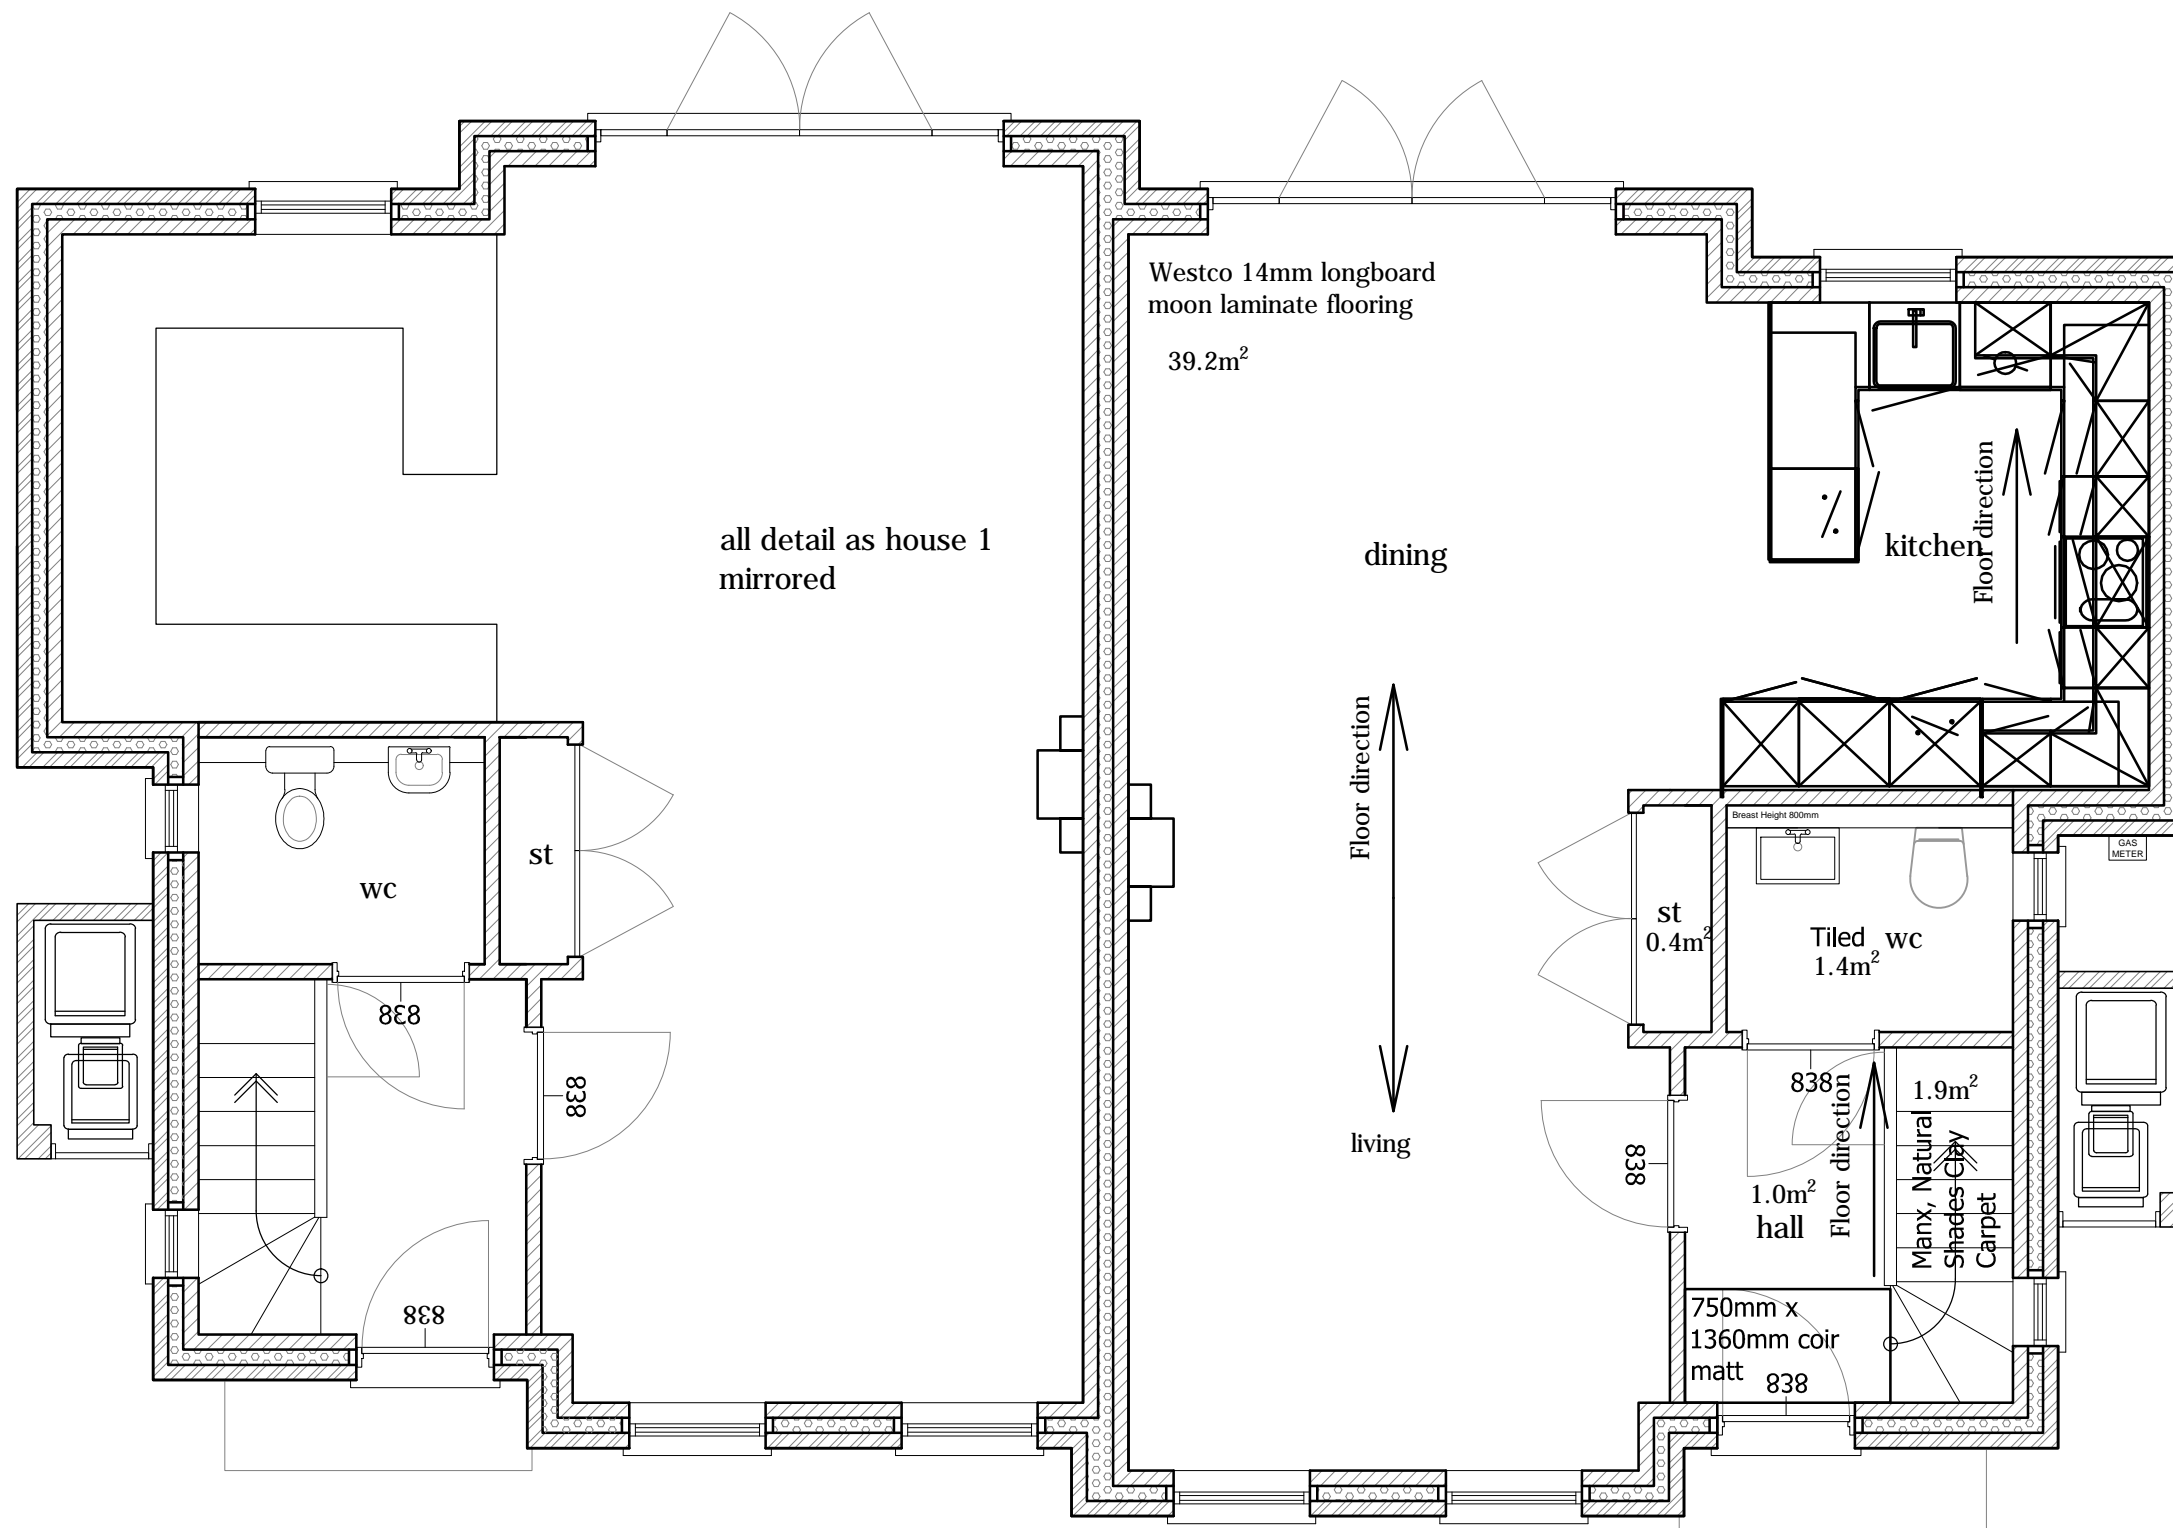 Westco 14mm longboard
moon laminate flooring
39.2m²
all detail as house 1
mirrored
dining
kitchen
Floor direction
Floor direction
Breast Height 800mm
GAS
METER
st
wc
st
0.4m²
Tiled wc
1.4m²
838
838
838
1.9m²
living
838
Floor direction
1.0m²
hall
Manx, Natural
Shades Clay
Carpet
838
750mm x
1360mm coir
matt
838